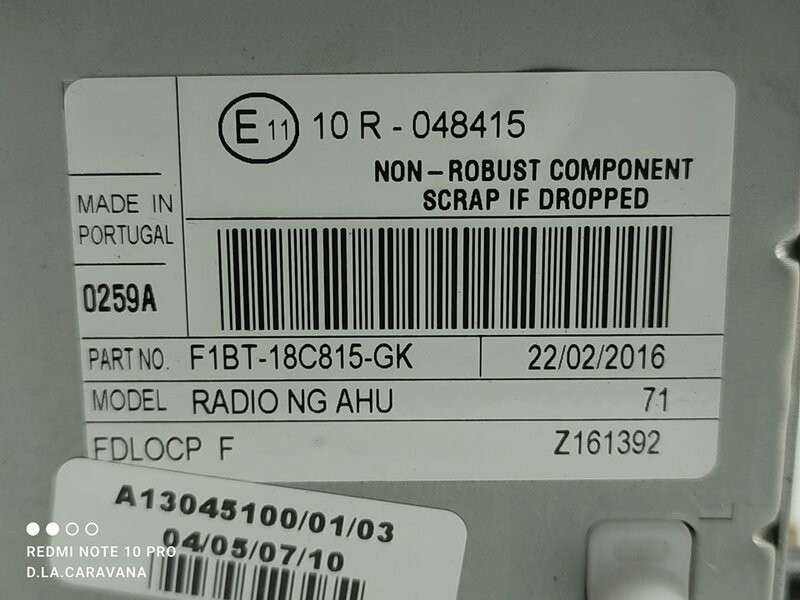 E 11 10 R - 048415
NON-ROBUST COMPONENT
SCRAP IF DROPPED
MADE IN
PORTUGAL
0259A
PART NO. F1BT-18C815-GK 22/02/2016
MODEL RADIO NG AHU 71
FDLOCP F Z161392
A13045100/01/03
04/05/07/10
REDMI NOTE 10 PRO
D.LA.CARAVANA